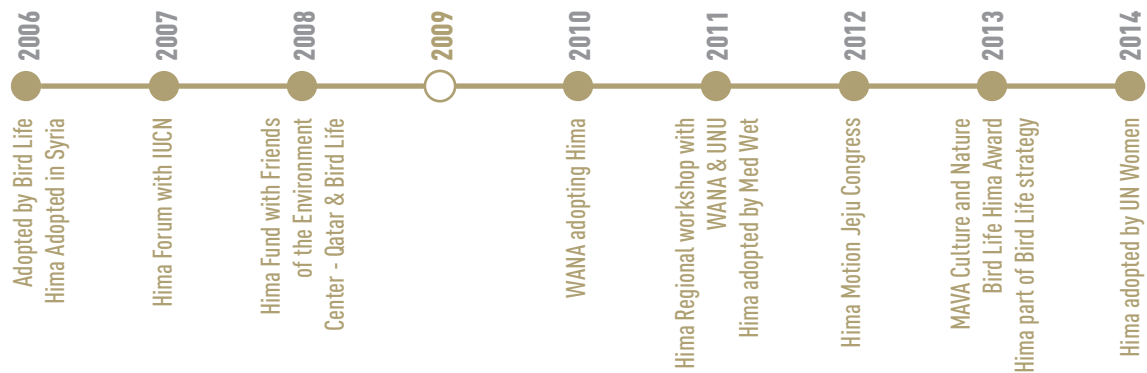 2006
Adopted by Bird Life
Hima Adopted in Syria
2007
Hima Forum with IUCN
2008
Hima Fund with Friends
of the Environment
Center - Qatar & Bird Life
2009
2010
WANA adopting Hima
2011
Hima Regional workshop with
WANA & UNU
Hima adopted by Med Wet
2012
Hima Motion Jeju Congress
2013
MAVA Culture and Nature
Bird Life Hima Award
Hima part of Bird Life strategy
2014
Hima adopted by UN Women